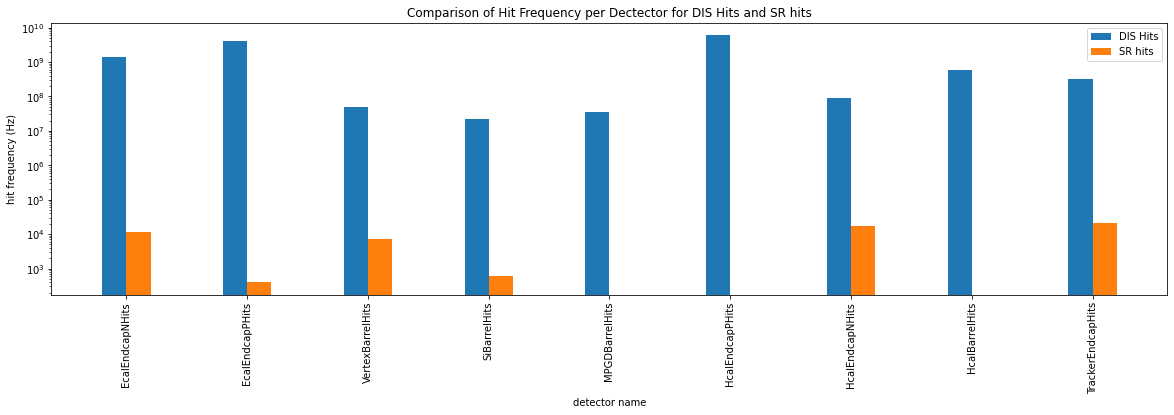 Comparison of Hit Frequency per Dectector for DIS Hits and SR hits
DIS Hits
SR hits
hit frequency (Hz)
10¹⁰
10⁹
10⁸
10⁷
10⁶
10⁵
10⁴
10³
EcalEndcapNHits
EcalEndcapPHits
VertexBarrelHits
SiBarrelHits
MPGDBarrelHits
HcalEndcapPHits
HcalEndcapNHits
HcalBarrelHits
TrackerEndcapHits
detector name